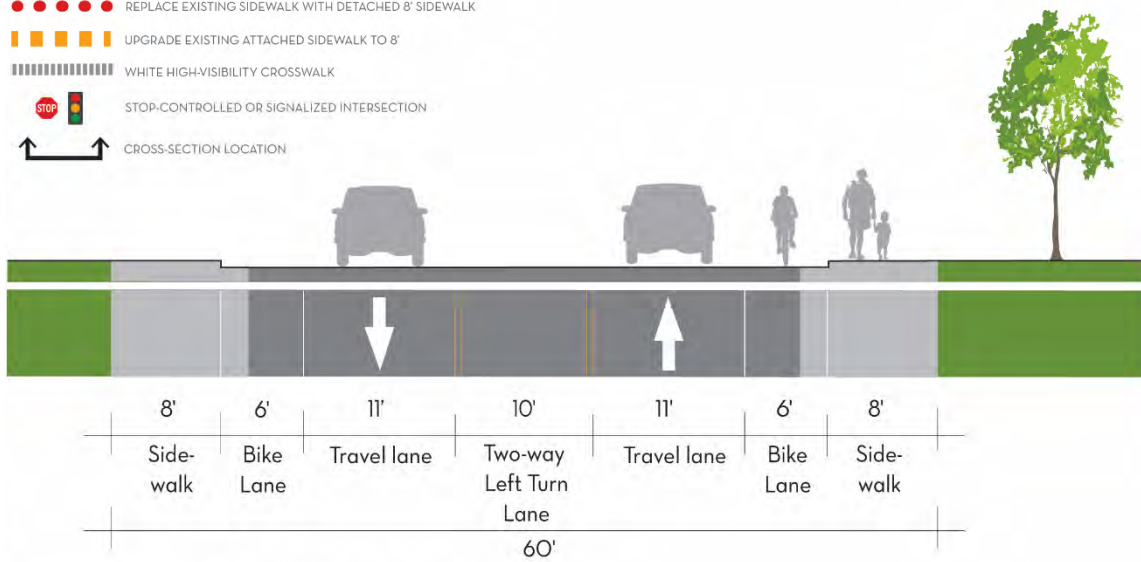 REPLACE EXISTING SIDEWALK WITH DETACHED 8' SIDEWALK
UPGRADE EXISTING ATTACHED SIDEWALK TO 8'
WHITE HIGH-VISIBILITY CROSSWALK
STOP
STOP-CONTROLLED OR SIGNALIZED INTERSECTION
CROSS-SECTION LOCATION
8' 6' 11' 10' 11' 6' 8'
Side-
walk
Bike
Lane
Travel lane
Two-way
Left Turn
Lane
Travel lane
Bike
Lane
Side-
walk
60'